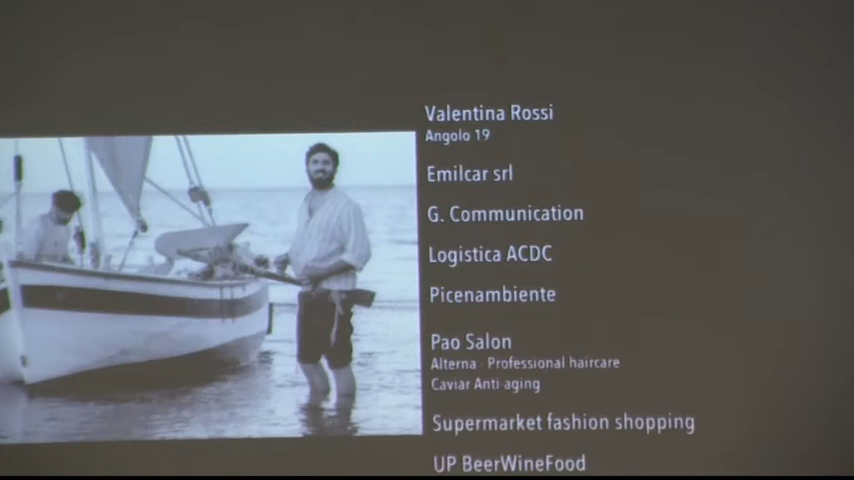 Valentina Rossi
Angolo 19
Emilcar srl
G. Communication
Logistica ACDC
Picenambiente
Pao Salon
Alterna - Professional haircare
Caviar Anti-aging
Supermarket fashion shopping
UP BeerWineFood